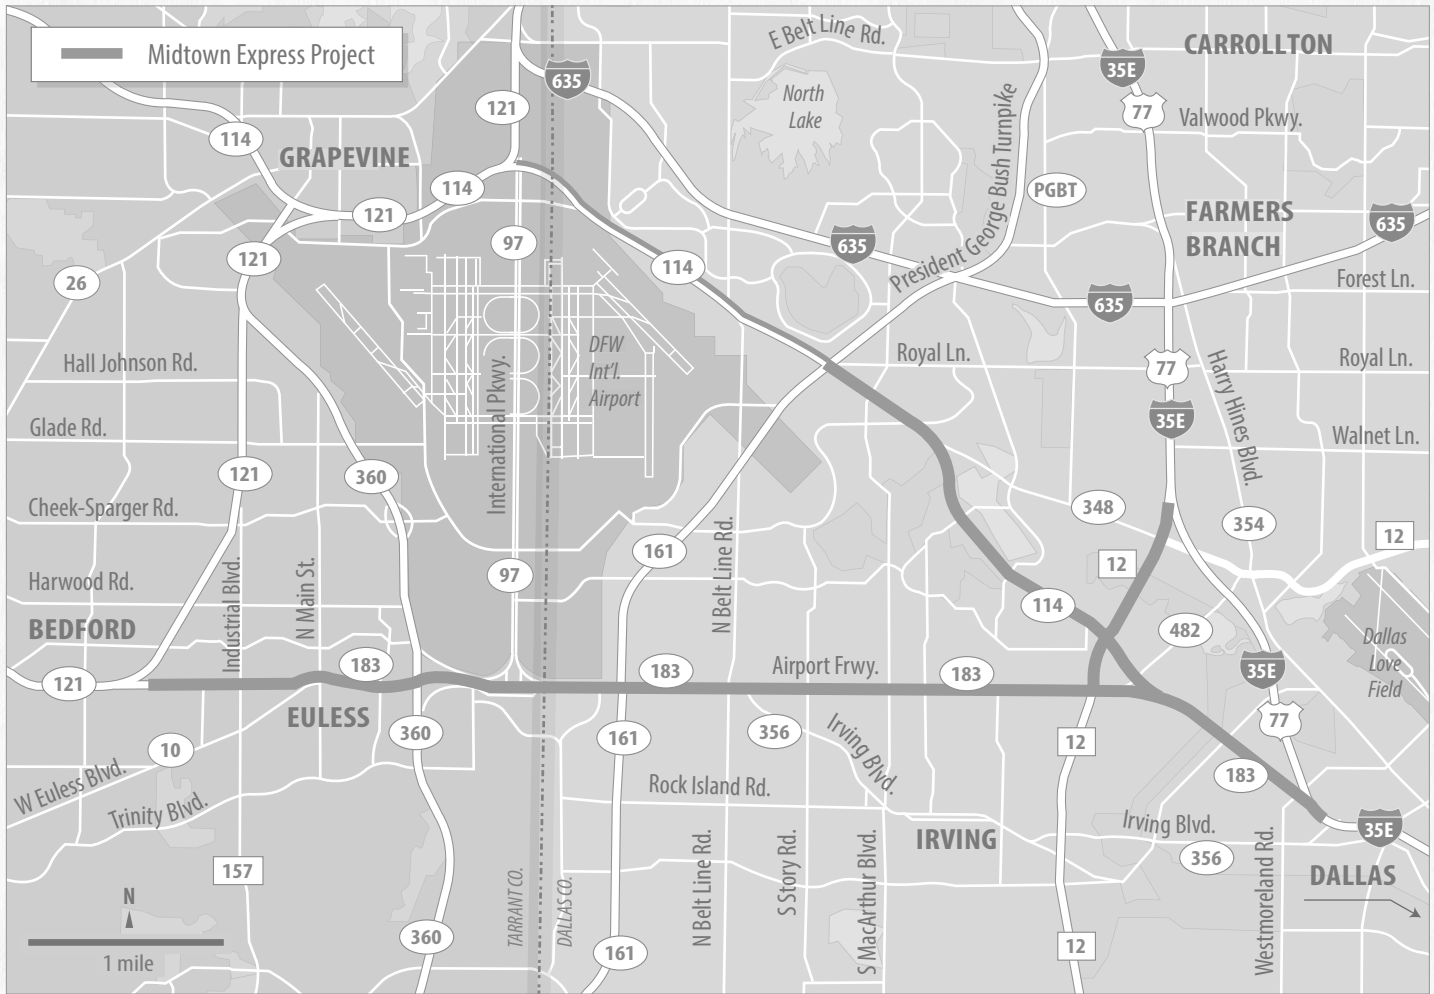 Midtown Express Project
E Belt Line Rd.
CARROLLTON
35E
635
121
77
North
Lake
Valwood Pkwy.
114
GRAPEVINE
114
President George Bush Turnpike
PGBT
121
FARMERS
BRANCH
635
97
635
121
114
26
Forest Ln.
635
DFW
Int'l.
Airport
Hall Johnson Rd.
Royal Ln.
77
Royal Ln.
Harry Hines Blvd.
International Pkwy.
35E
Glade Rd.
Walnet Ln.
121
360
Cheek-Sparger Rd.
348
354
12
161
N Belt Line Rd.
12
97
Harwood Rd.
Industrial Blvd.
N Main St.
114
BEDFORD
482
Dallas
Love
Field
183
183
Airport Frwy.
183
35E
121
EULESS
77
360
161
356
Irving Blvd.
12
10
W Euless Blvd.
183
Rock Island Rd.
Trinity Blvd.
Irving Blvd.
35E
IRVING
356
157
N Belt Line Rd.
S Story Rd.
S MacArthur Blvd.
Westmoreland Rd.
DALLAS
N
TARRANT CO.
DALLAS CO.
360
161
12
1 mile